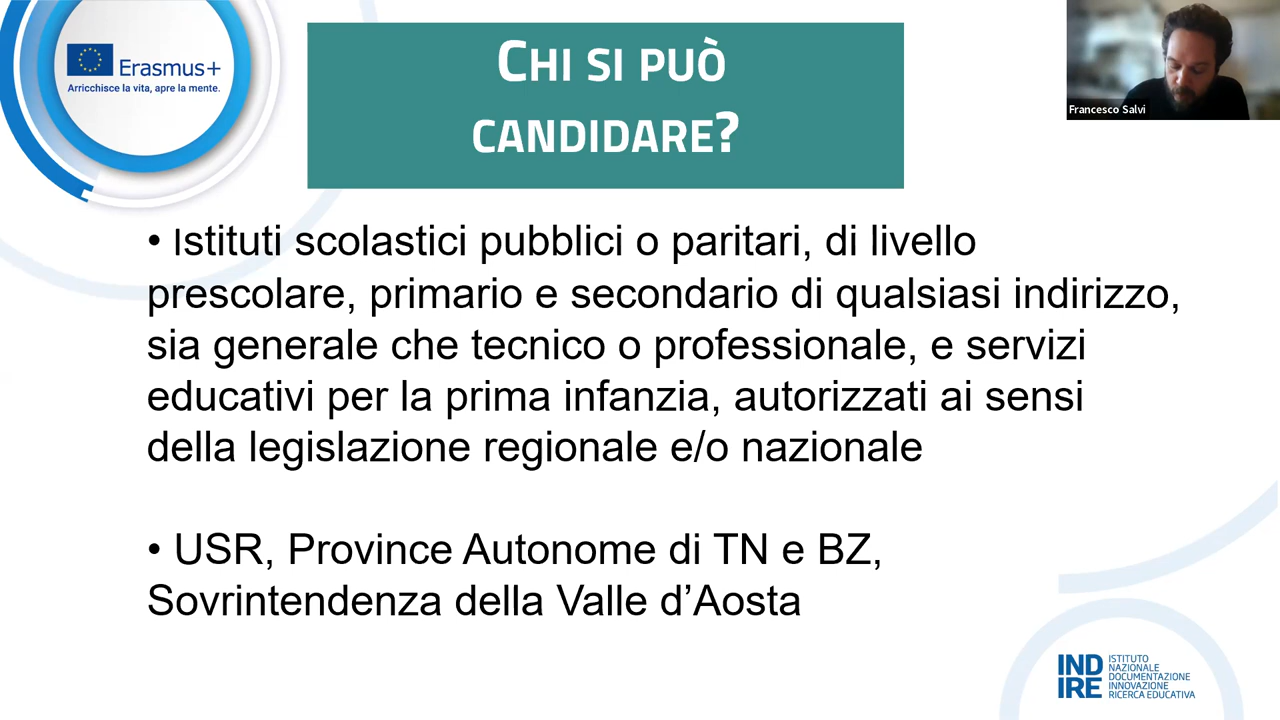 Erasmus+
Arricchisce la vita, apre la mente.
CHI SI PUÒ
CANDIDARE?
Francesco Salvi
• Istituti scolastici pubblici o paritari, di livello
prescolare, primario e secondario di qualsiasi indirizzo,
sia generale che tecnico o professionale, e servizi
educativi per la prima infanzia, autorizzati ai sensi
della legislazione regionale e/o nazionale
• USR, Province Autonome di TN e BZ,
Sovrintendenza della Valle d’Aosta
IND
IRE
ISTITUTO
NAZIONALE
DOCUMENTAZIONE
INNOVAZIONE
RICERCA EDUCATIVA